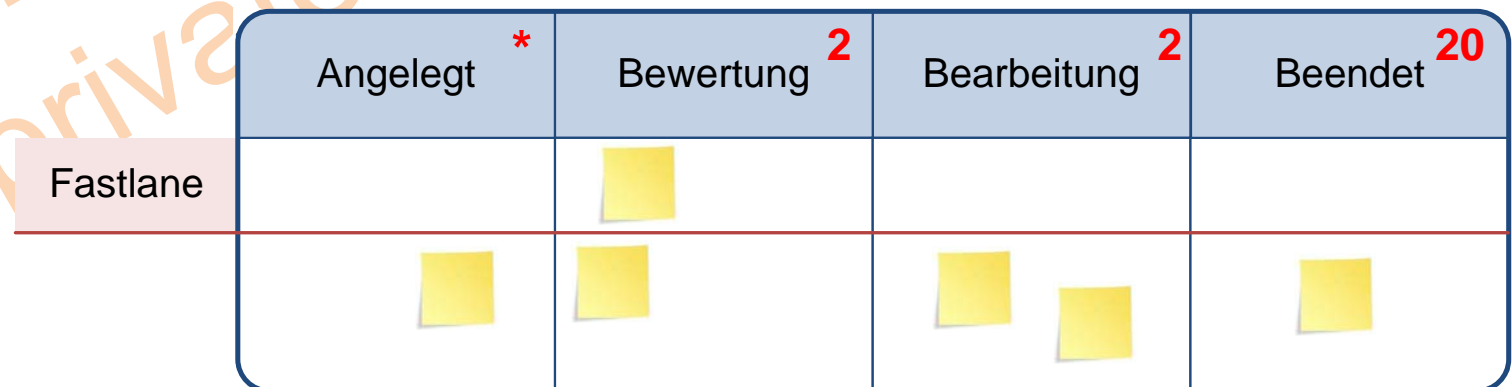 Angelegt *
Bewertung 2
Bearbeitung 2
Beendet 20
Fastlane